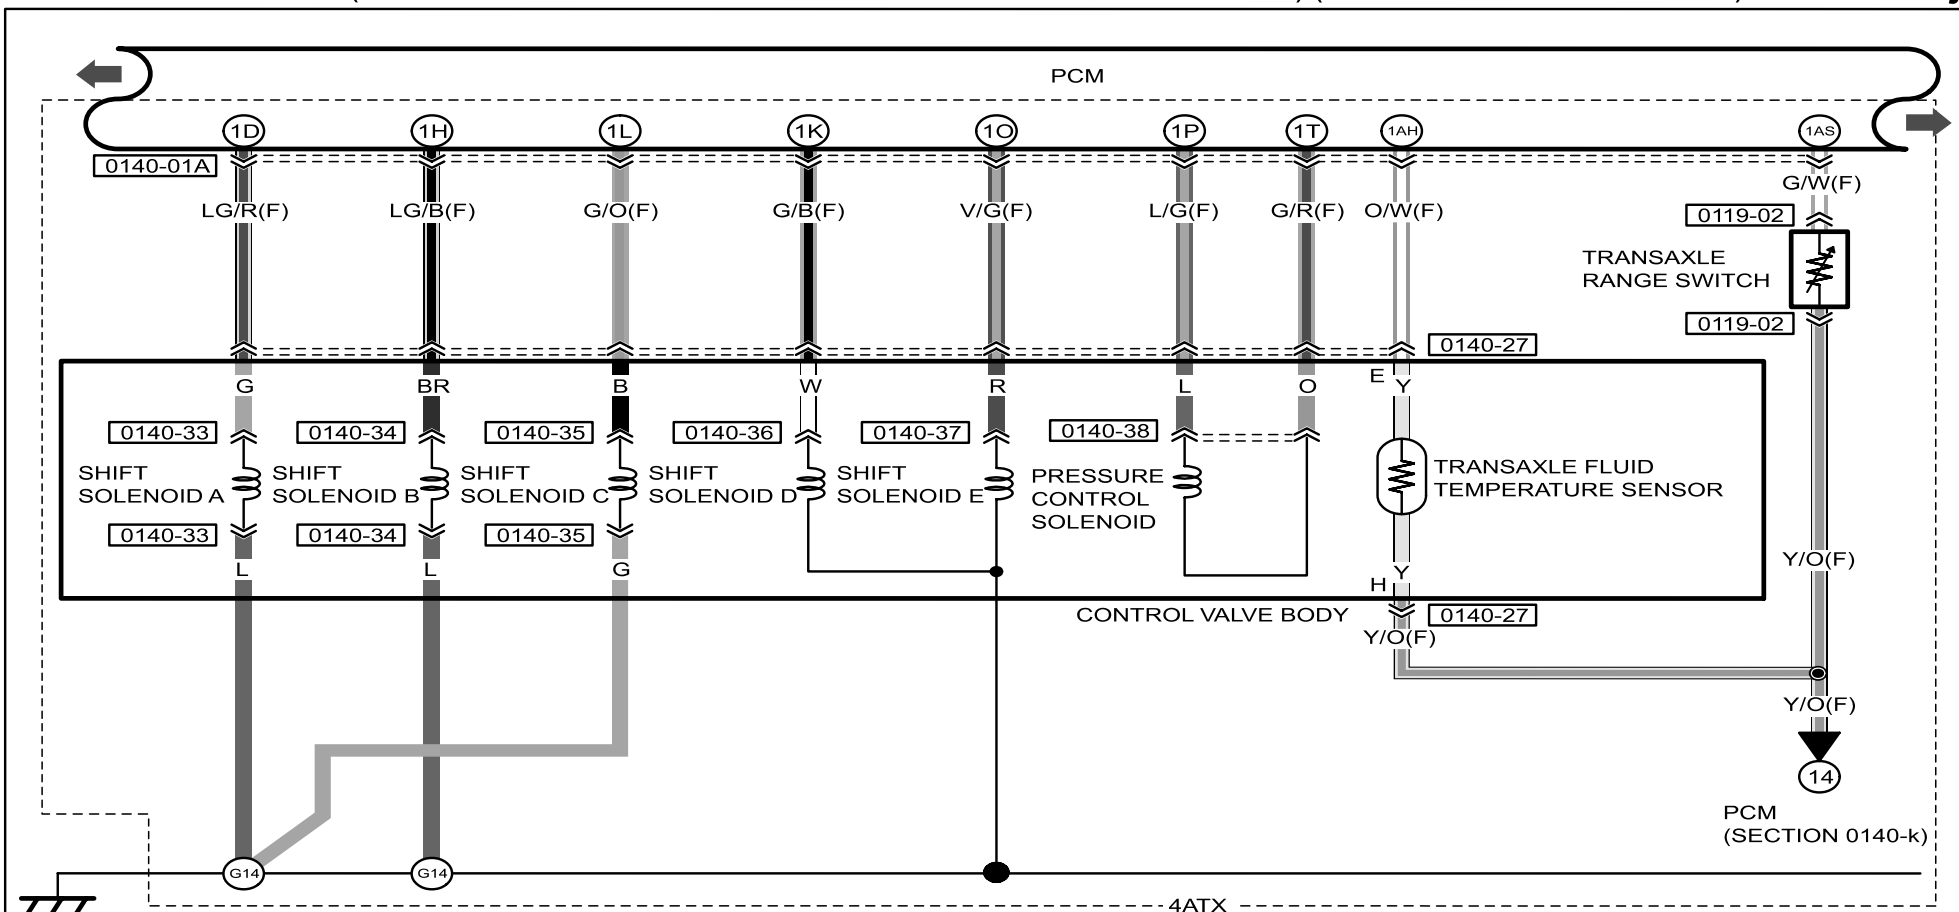 PCM
1D 1H 1L 1K 1O 1P 1T 1AH 1AS
0140-01A
G/W(F)
LG/R(F) LG/B(F) G/O(F) G/B(F) V/G(F) L/G(F) G/R(F) O/W(F)
0119-02
TRANSAXLE
RANGE SWITCH
0119-02
0140-27
G BR B W R L O E Y
0140-33 0140-34 0140-35 0140-36 0140-37 0140-38
SHIFT
SOLENOID A
SHIFT
SOLENOID B
SHIFT
SOLENOID C
SHIFT
SOLENOID D
SHIFT
SOLENOID E
PRESSURE
CONTROL
SOLENOID
TRANSAXLE FLUID
TEMPERATURE SENSOR
0140-33 0140-34 0140-35
L L G Y
H
Y/O(F)
CONTROL VALVE BODY
0140-27
Y/O(F)
Y/O(F)
14
PCM
(SECTION 0140-k)
G14 G14
4ATX